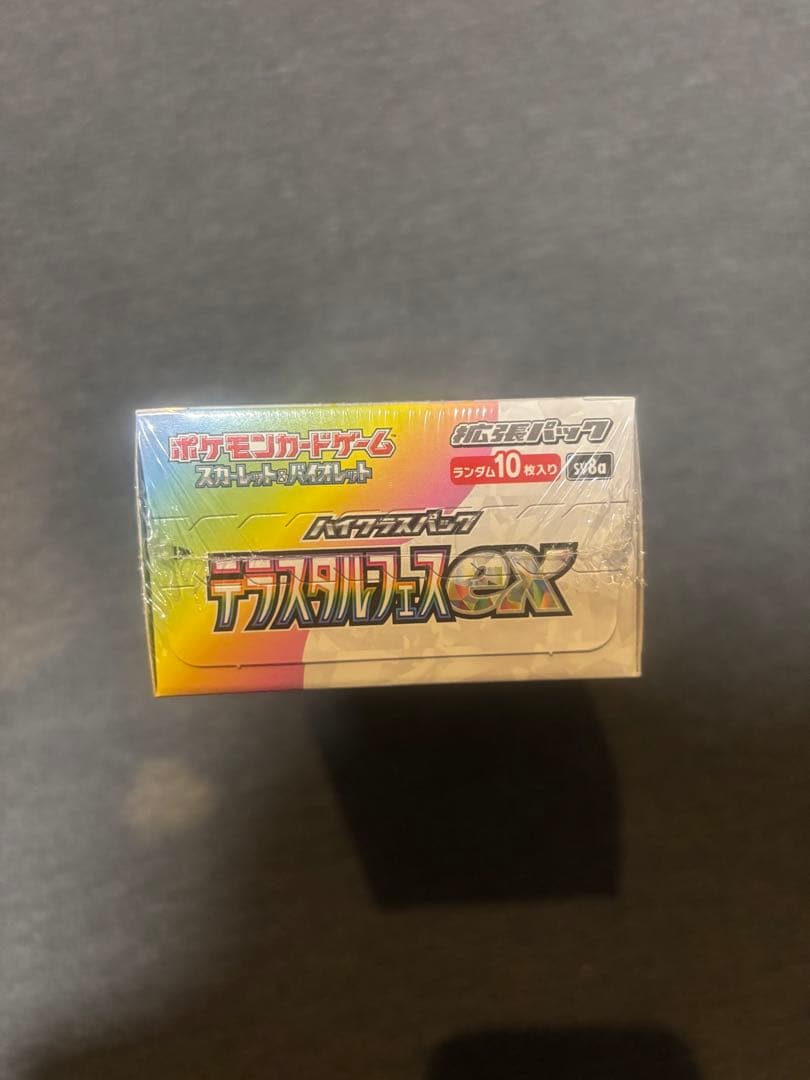 ポケモンカードゲーム
スカーレット&バイオレット
拡張パック
ランダム10枚入り sv8a
ハイクラスパック
テラスタルフェスex